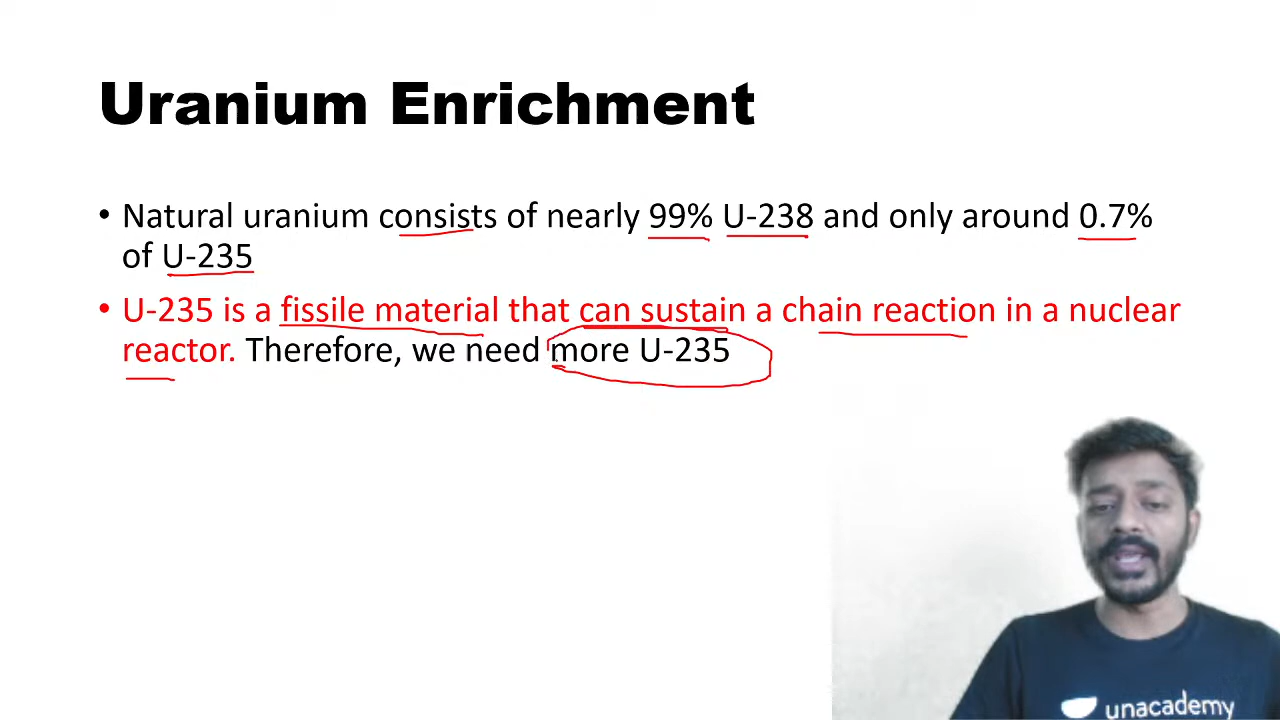 Uranium Enrichment
• Natural uranium consists of nearly 99% U-238 and only around 0.7%
of U-235
• U-235 is a fissile material that can sustain a chain reaction in a nuclear
reactor. Therefore, we need more U-235
unacademy